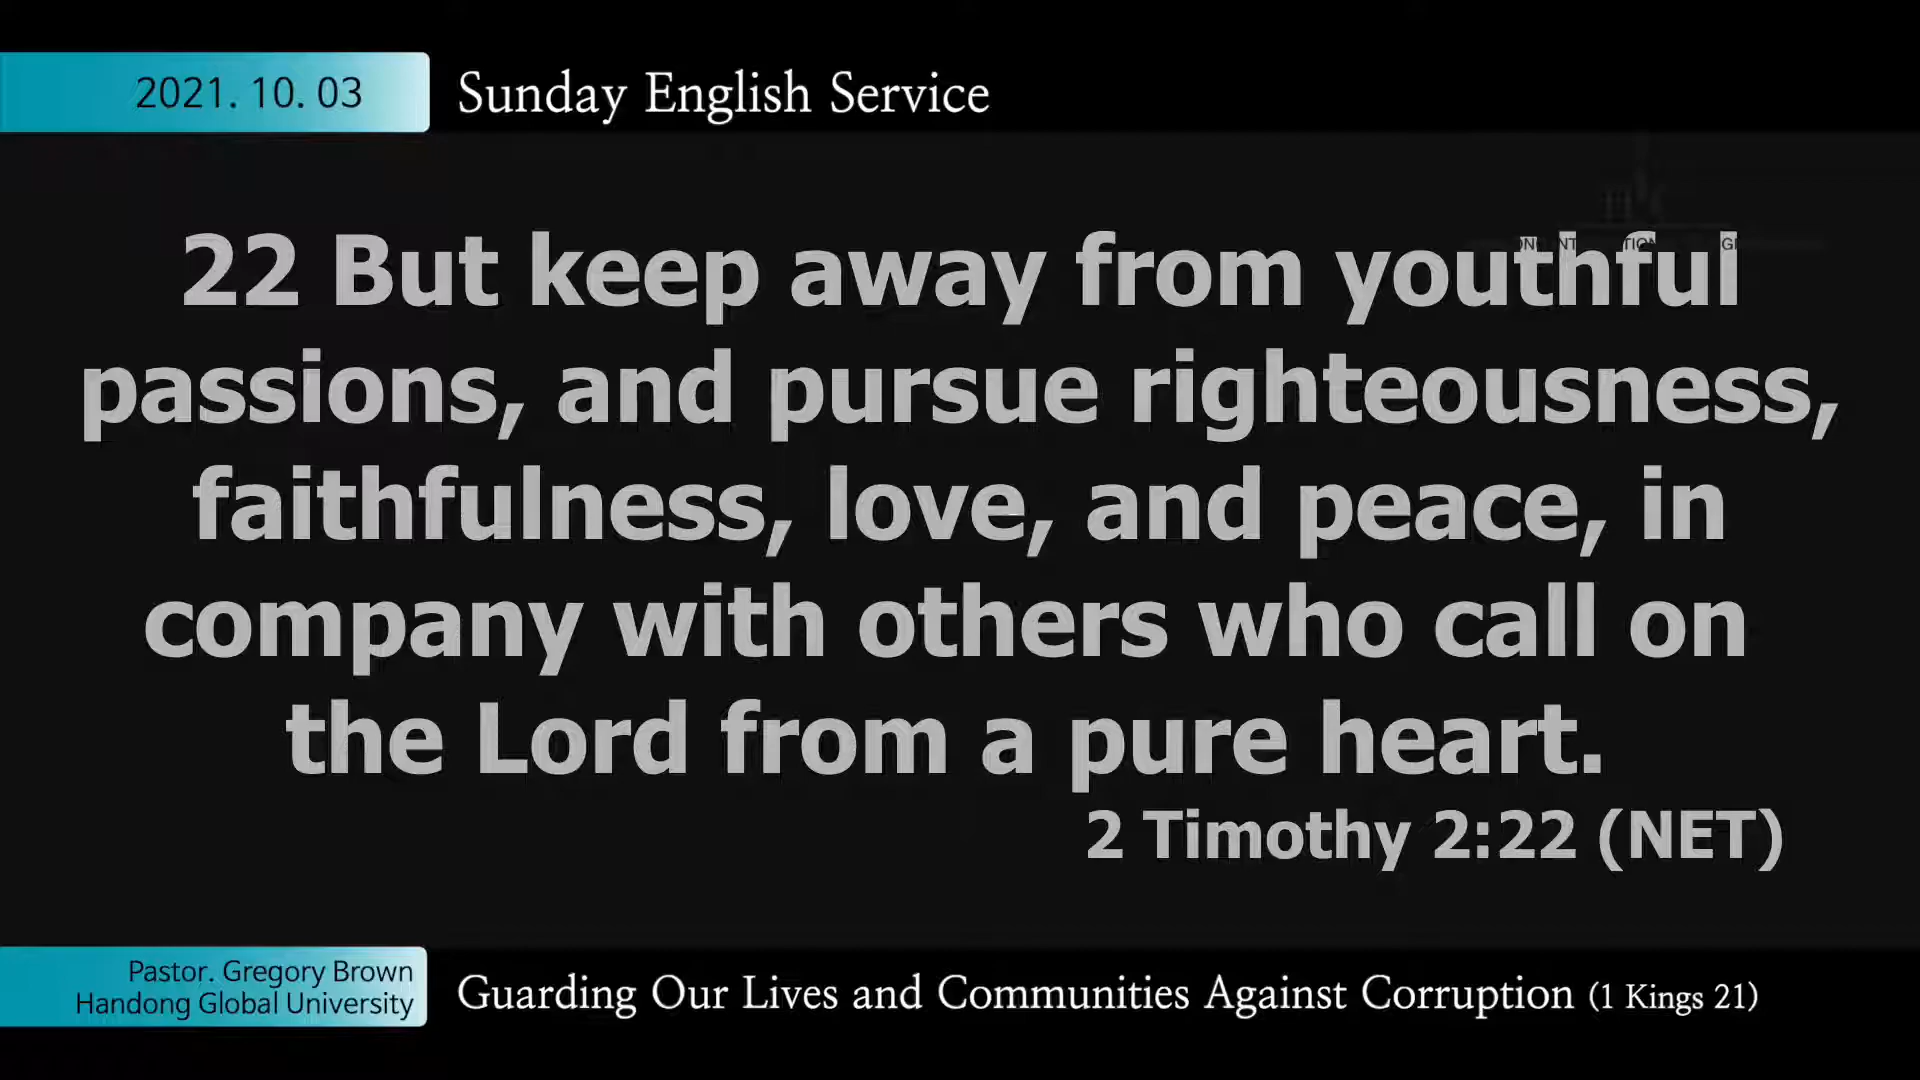 2021. 10. 03
Sunday English Service
22 But keep away from youthful
passions, and pursue righteousness,
faithfulness, love, and peace, in
company with others who call on
the Lord from a pure heart.
2 Timothy 2:22 (NET)
Pastor. Gregory Brown
Handong Global University
Guarding Our Lives and Communities Against Corruption (1 Kings 21)